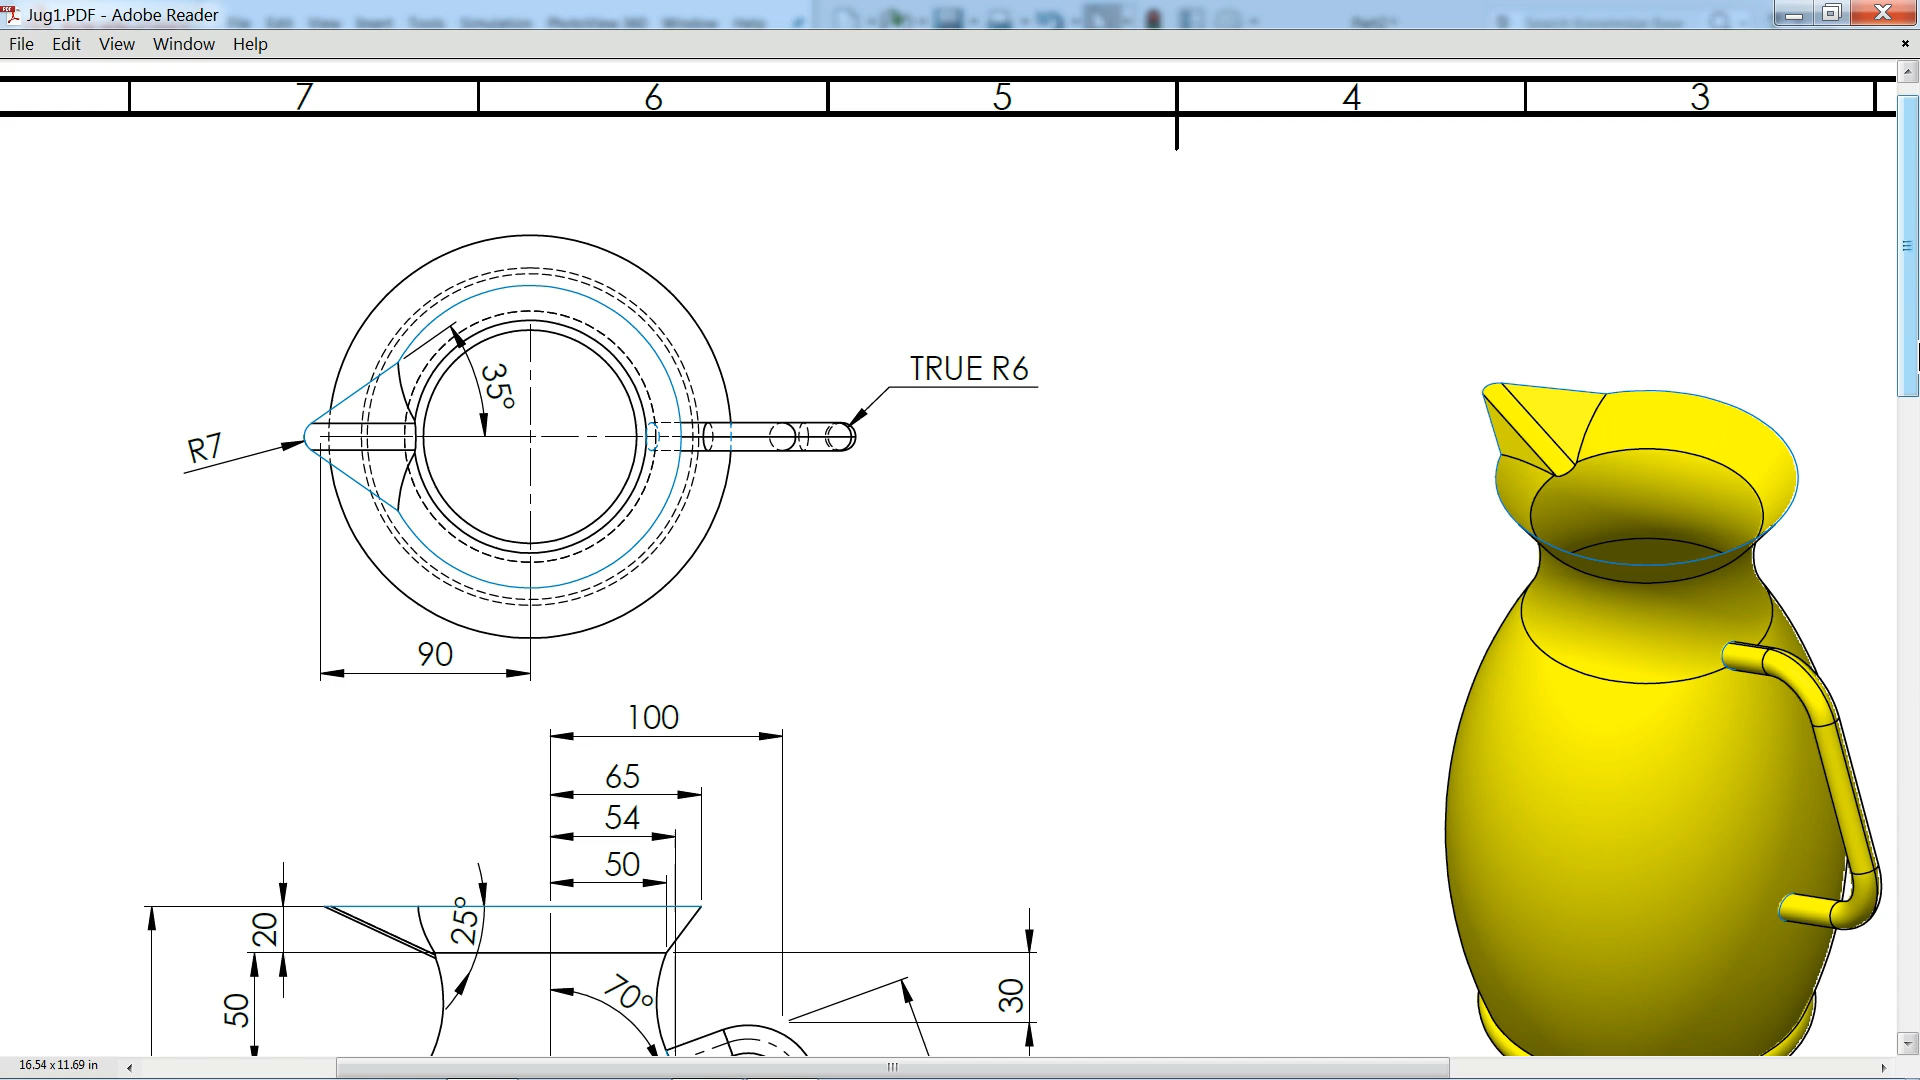 Jug1.PDF - Adobe Reader
File Edit View Window Help
7 6 5 4 3
TRUE R6
35°
R7
90
100
65
54
50
20
25°
50
70°
30
16.54 x 11.69 in